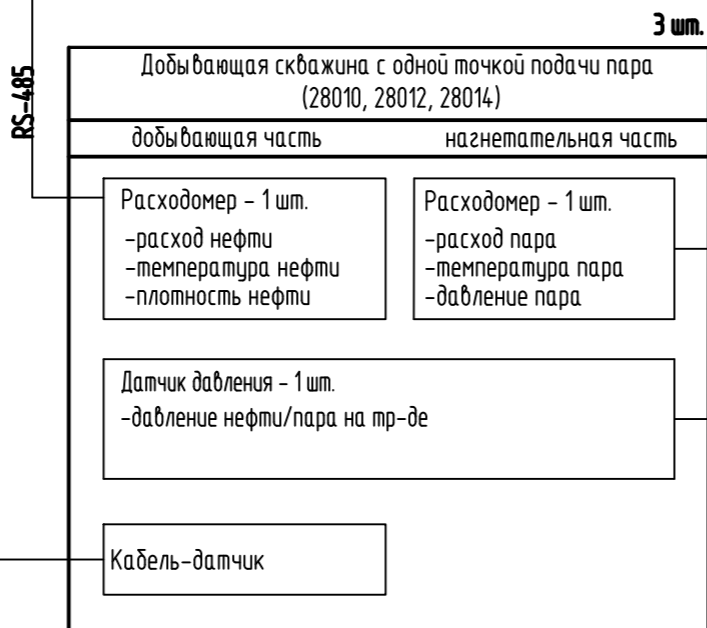 3 шт.
RS-485
Добывающая скважина с одной точкой подачи пара
(28010, 28012, 28014)
добывающая часть
нагнетательная часть
Расходомер - 1 шт.
-расход нефти
-температура нефти
-плотность нефти
Расходомер - 1 шт.
-расход пара
-температура пара
-давление пара
Датчик давления - 1 шт.
-давление нефти/пара на тр-де
Кабель-датчик